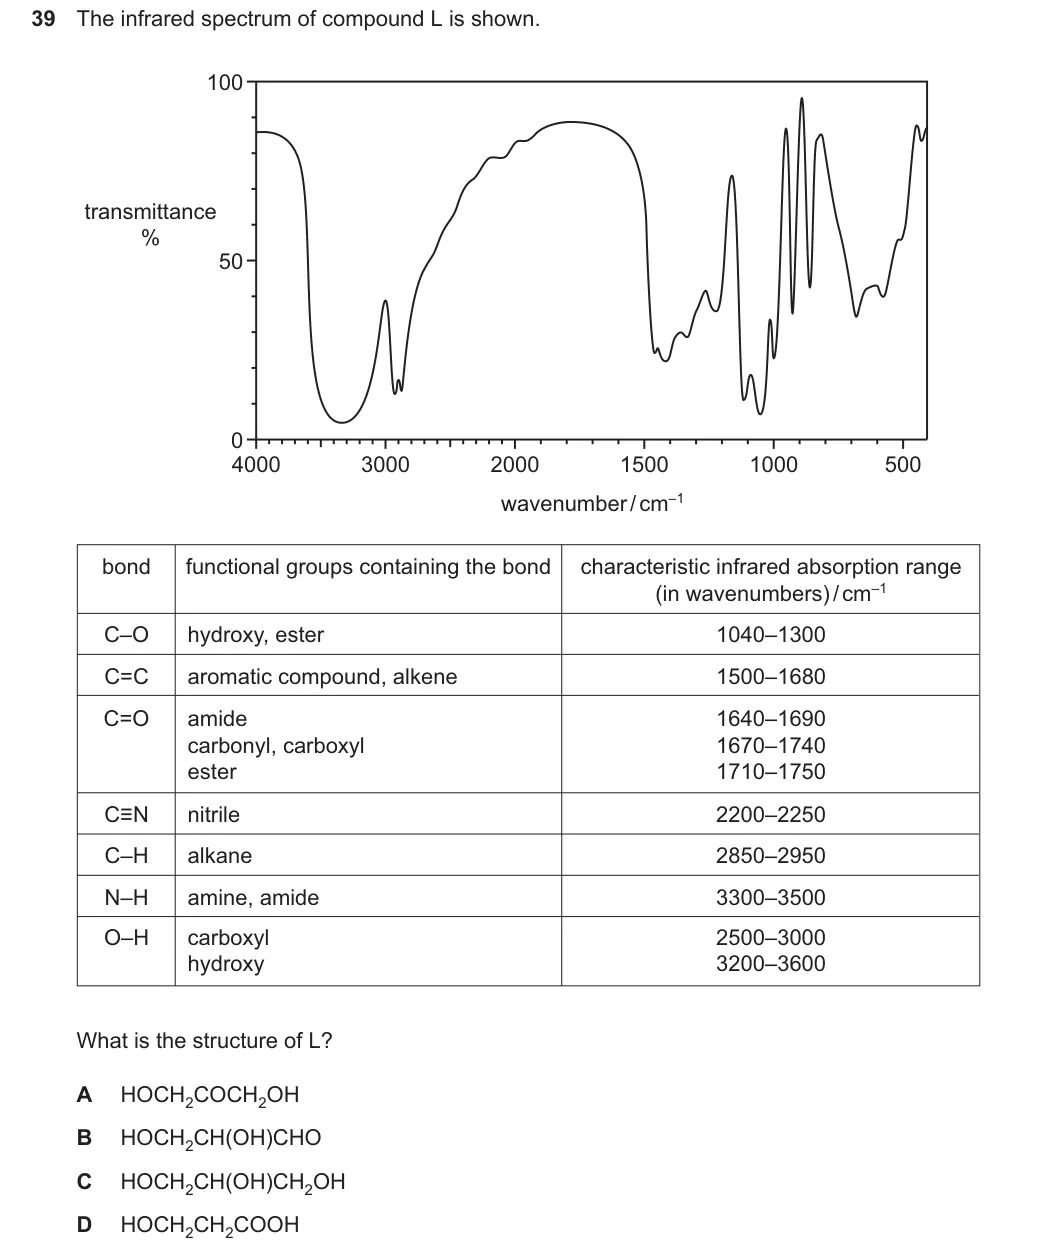 39 The infrared spectrum of compound L is shown.
100
transmittance
%
50
0
4000 3000 2000 1500 1000 500
wavenumber / cm⁻¹
bond functional groups containing the bond characteristic infrared absorption range
(in wavenumbers) / cm⁻¹
C–O hydroxy, ester 1040–1300
C=C aromatic compound, alkene 1500–1680
C=O amide 1640–1690
carbonyl, carboxyl 1670–1740
ester 1710–1750
C≡N nitrile 2200–2250
C–H alkane 2850–2950
N–H amine, amide 3300–3500
O–H carboxyl 2500–3000
hydroxy 3200–3600
What is the structure of L?
A HOCH₂COCH₂OH
B HOCH₂CH(OH)CHO
C HOCH₂CH(OH)CH₂OH
D HOCH₂CH₂COOH